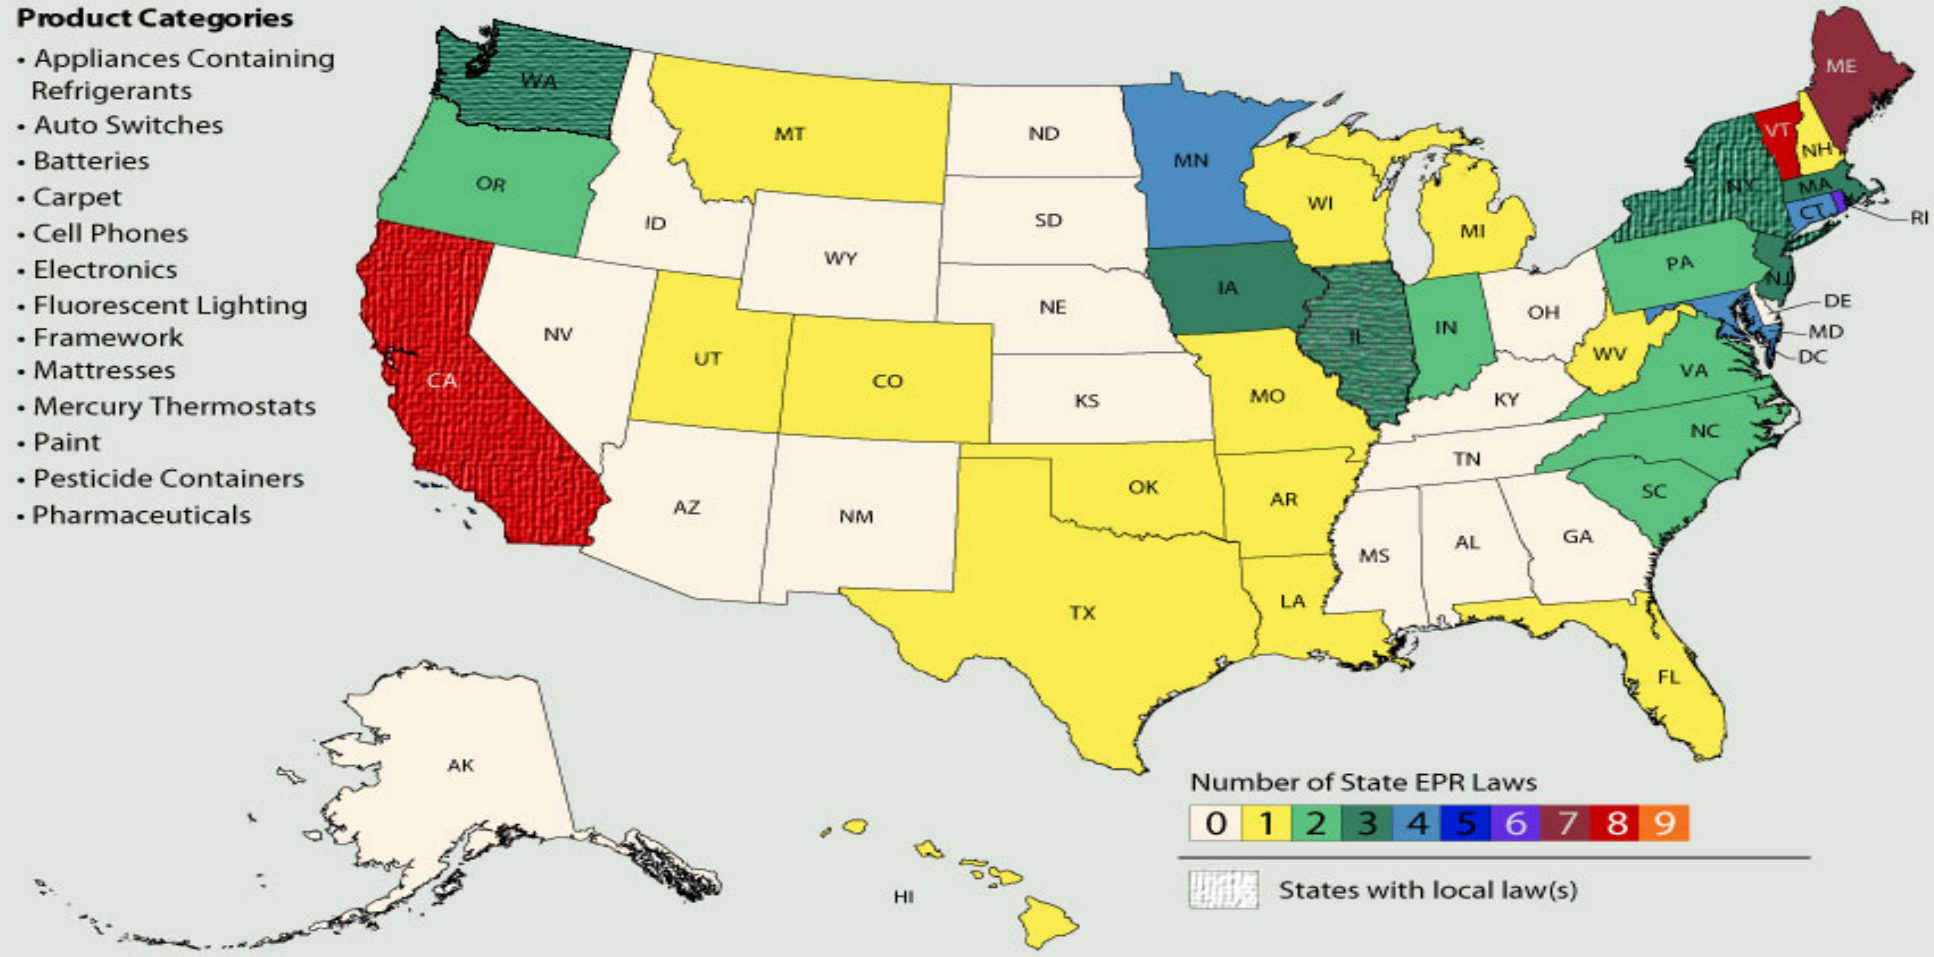 Product Categories
• Appliances Containing
Refrigerants
• Auto Switches
• Batteries
• Carpet
• Cell Phones
• Electronics
• Fluorescent Lighting
• Framework
• Mattresses
• Mercury Thermostats
• Paint
• Pesticide Containers
• Pharmaceuticals
WA
MT
ND
MN
OR
ID
WY
SD
WI
MI
ME
VT
NH
NY
MA
CT
RI
CA
NV
UT
CO
NE
IA
IL
IN
OH
PA
NJ
DE
MD
DC
WV
VA
KS
MO
KY
NC
TN
SC
AZ
NM
OK
AR
MS
AL
GA
TX
LA
FL
AK
HI
Number of State EPR Laws
0 1 2 3 4 5 6 7 8 9
States with local law(s)